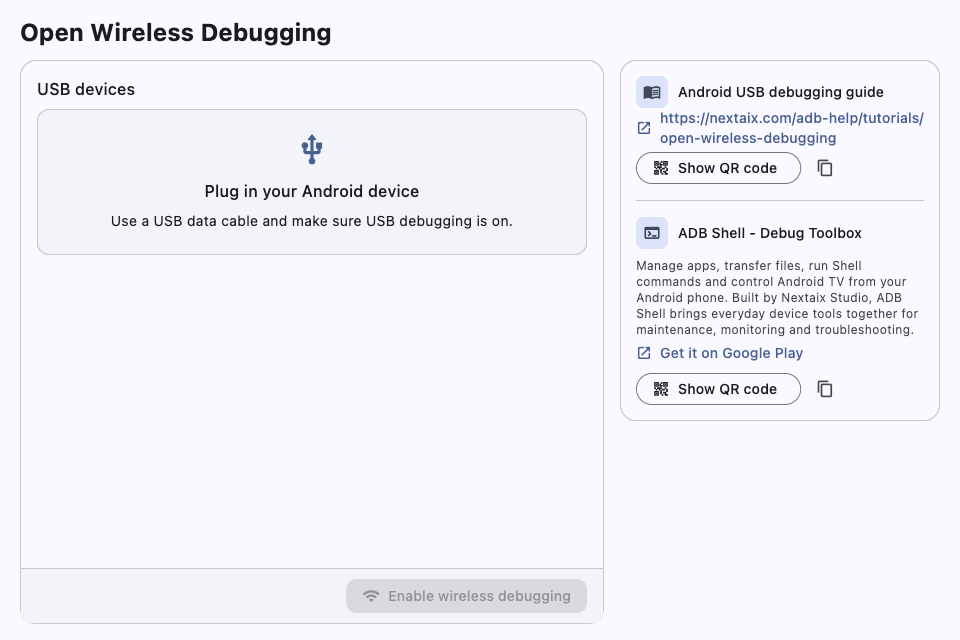 Open Wireless Debugging
USB devices
Plug in your Android device
Use a USB data cable and make sure USB debugging is on.
Enable wireless debugging
Android USB debugging guide
https://nextaix.com/adb-help/tutorials/
open-wireless-debugging
Show QR code
ADB Shell - Debug Toolbox
Manage apps, transfer files, run Shell
commands and control Android TV from your
Android phone. Built by Nextaix Studio, ADB
Shell brings everyday device tools together for
maintenance, monitoring and troubleshooting.
Get it on Google Play
Show QR code